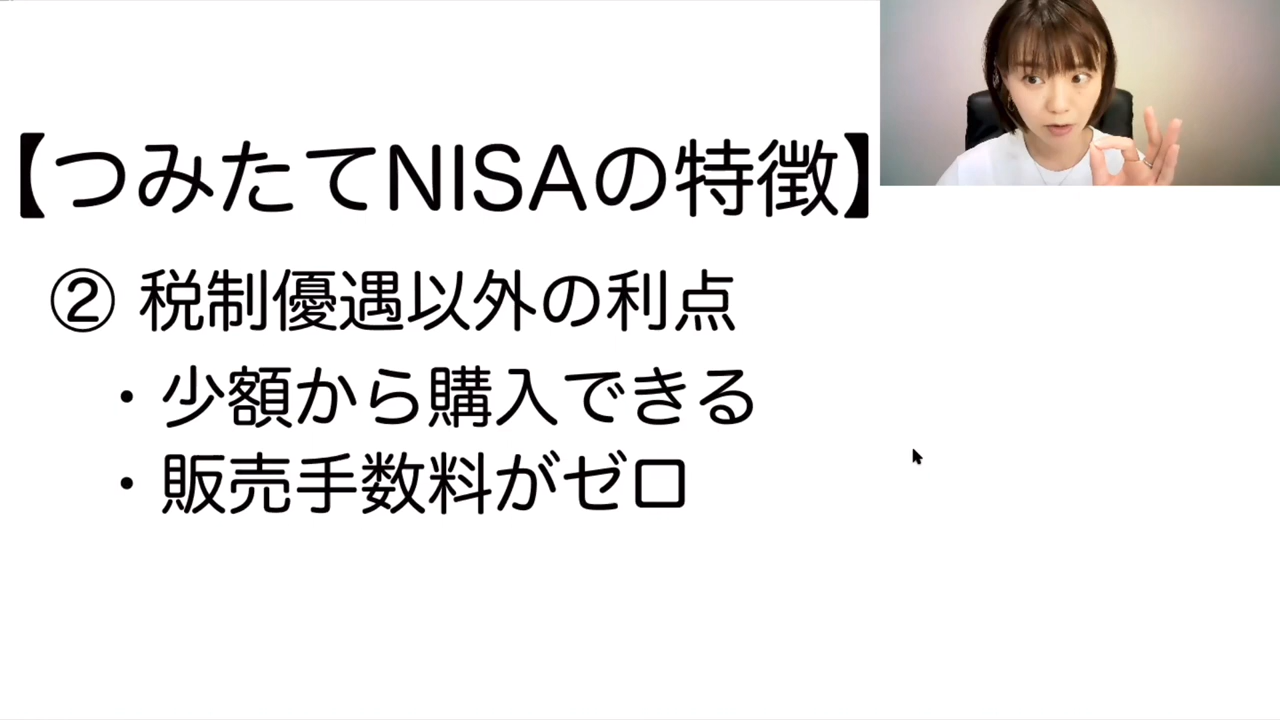 【つみたてNISAの特徴】
② 税制優遇以外の利点
・少額から購入できる
・販売手数料がゼロ